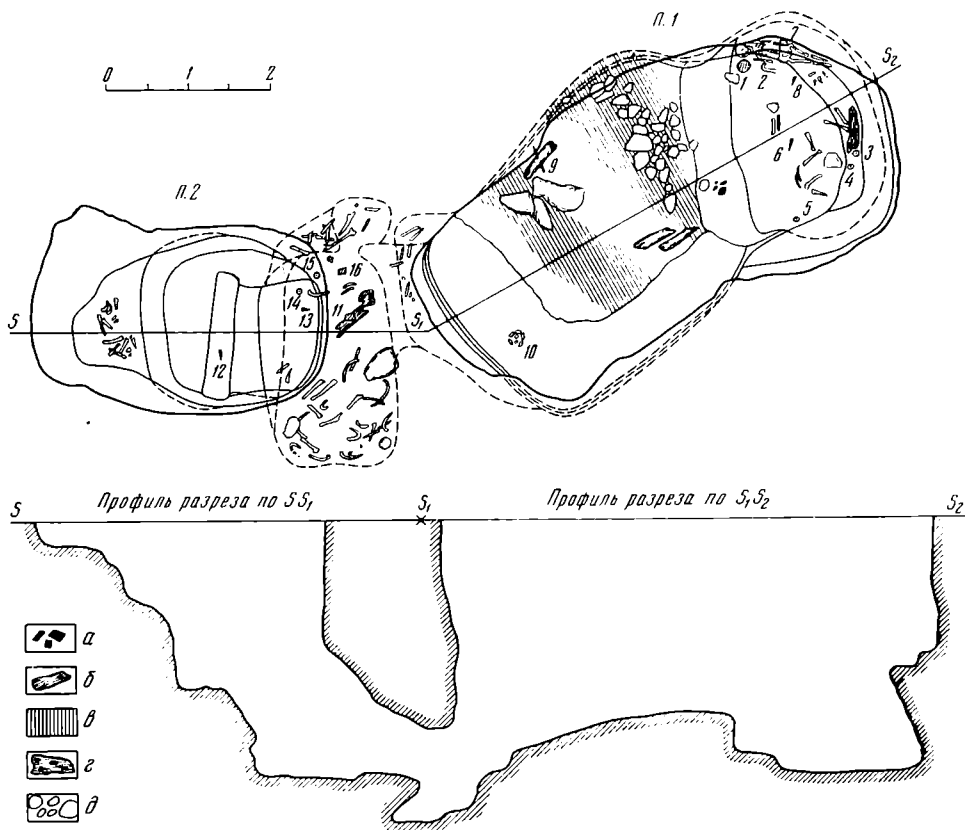 П.1
0 1 2
S₂
7
1 2 8
6 3
4
5
9
П.2
15 16
14 11
13
12
S S₁
10
Профиль разреза по SS₁ S₁ Профиль разреза по S₁S₂ S₂
S
а
б
в
г
д